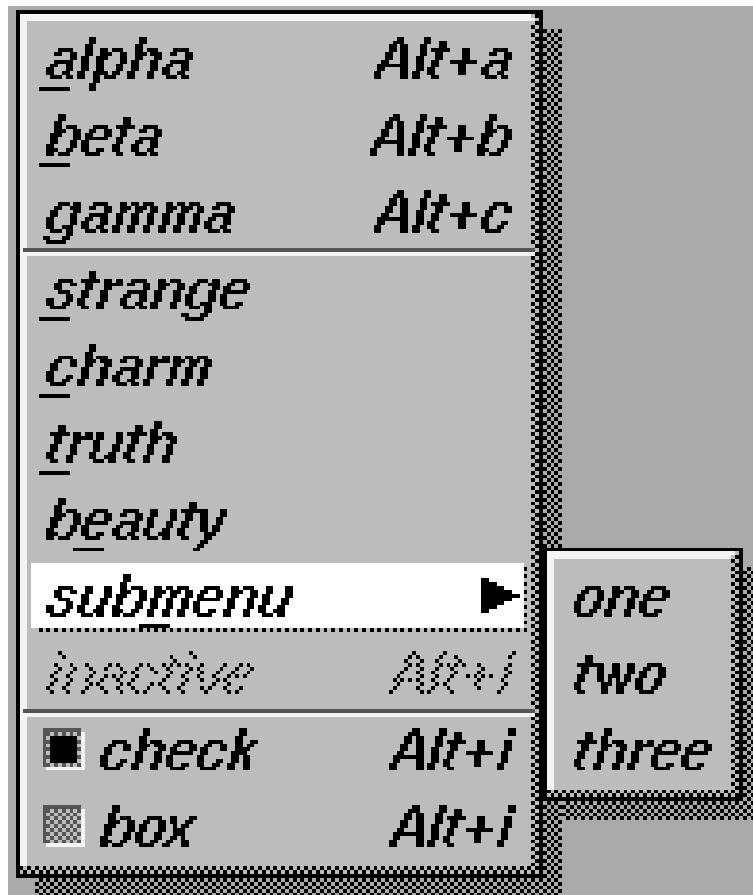 alpha Alt+a
beta Alt+b
gamma Alt+c
strange
charm
truth
beauty
submenu
inactive Alt+i
check Alt+i
box Alt+i
one
two
three